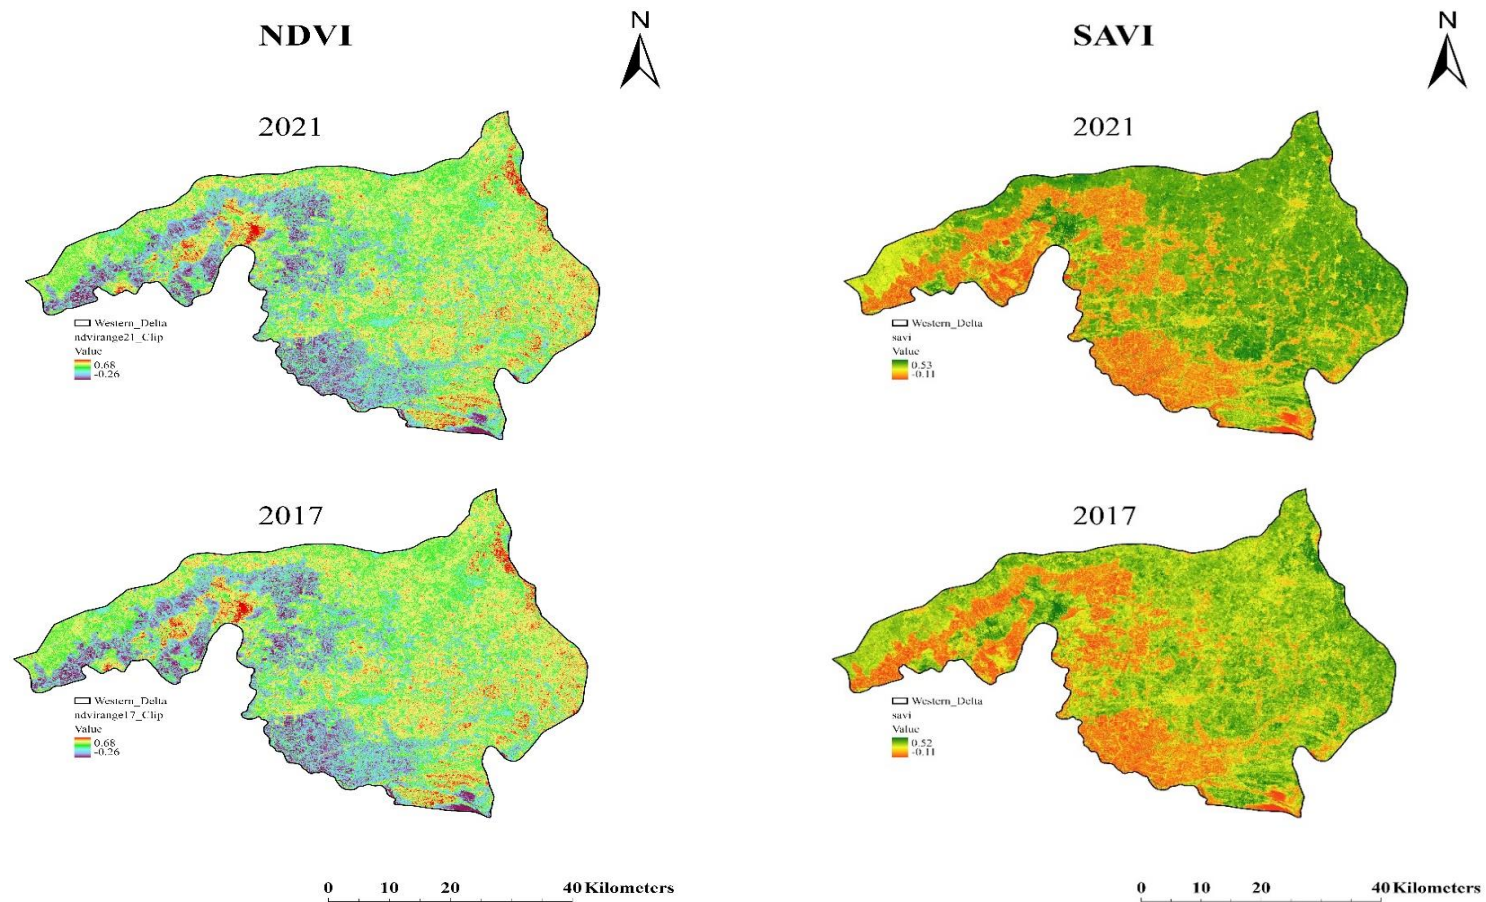 NDVI
N
2021
Western_Delta
ndvirange21_Clip
Value
0.68
-0.26
2017
Western_Delta
ndvirange17_Clip
Value
0.68
-0.26
0 10 20 40 Kilometers
SAVI
N
2021
Western_Delta
savi
Value
0.53
-0.11
2017
Western_Delta
savi
Value
0.52
-0.11
0 10 20 40 Kilometers